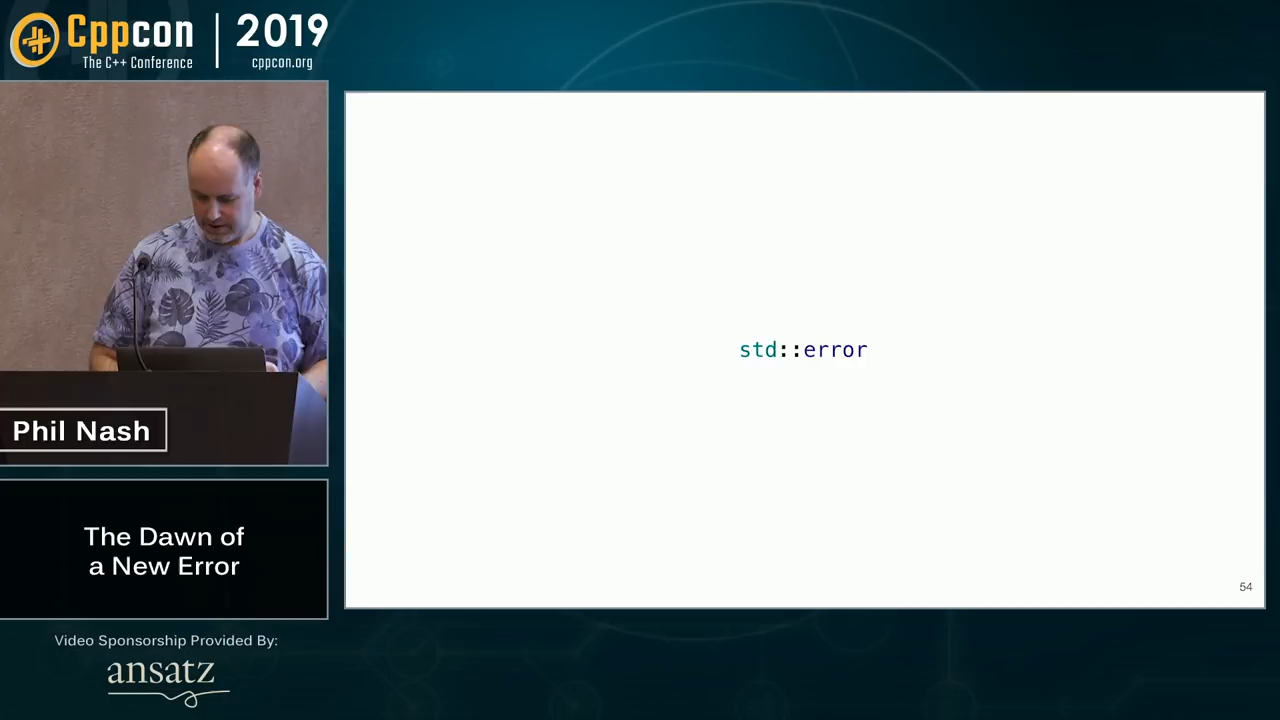 Cppcon
The C++ Conference
2019
cppcon.org
std::error
Phil Nash
The Dawn of
a New Error
54
Video Sponsorship Provided By:
ansatz